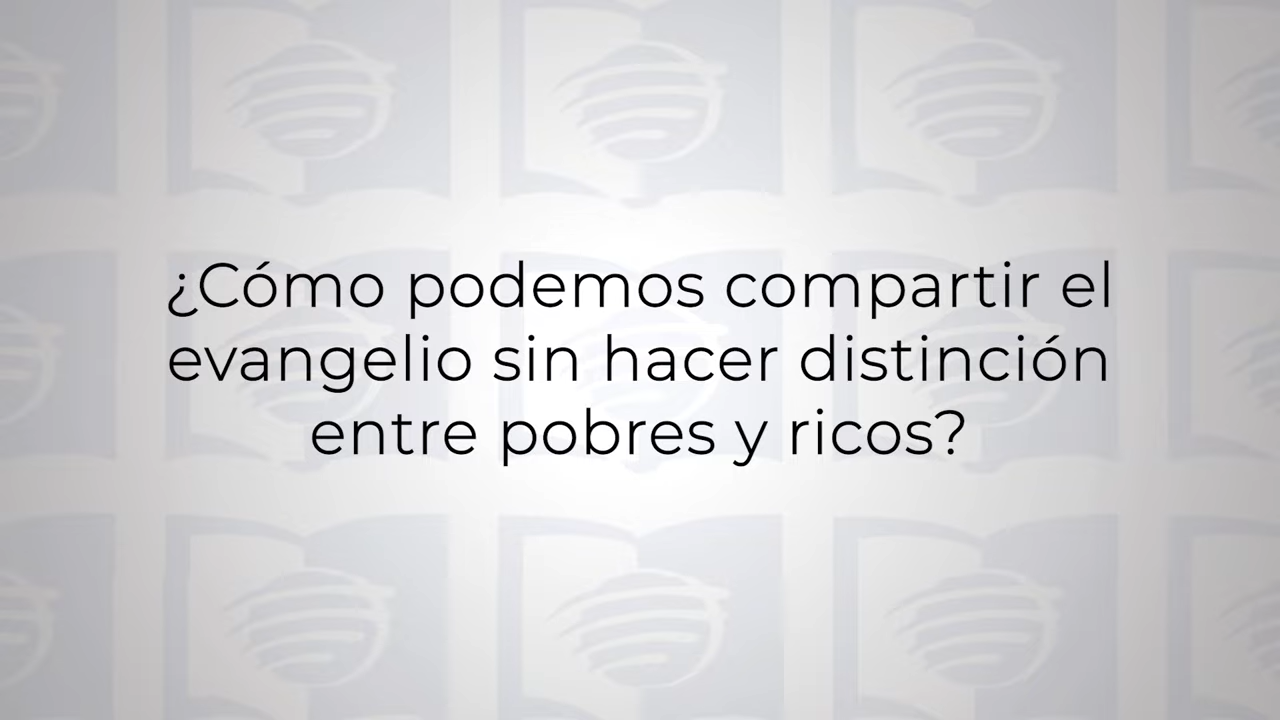 ¿Cómo podemos compartir el
evangelio sin hacer distinción
entre pobres y ricos?